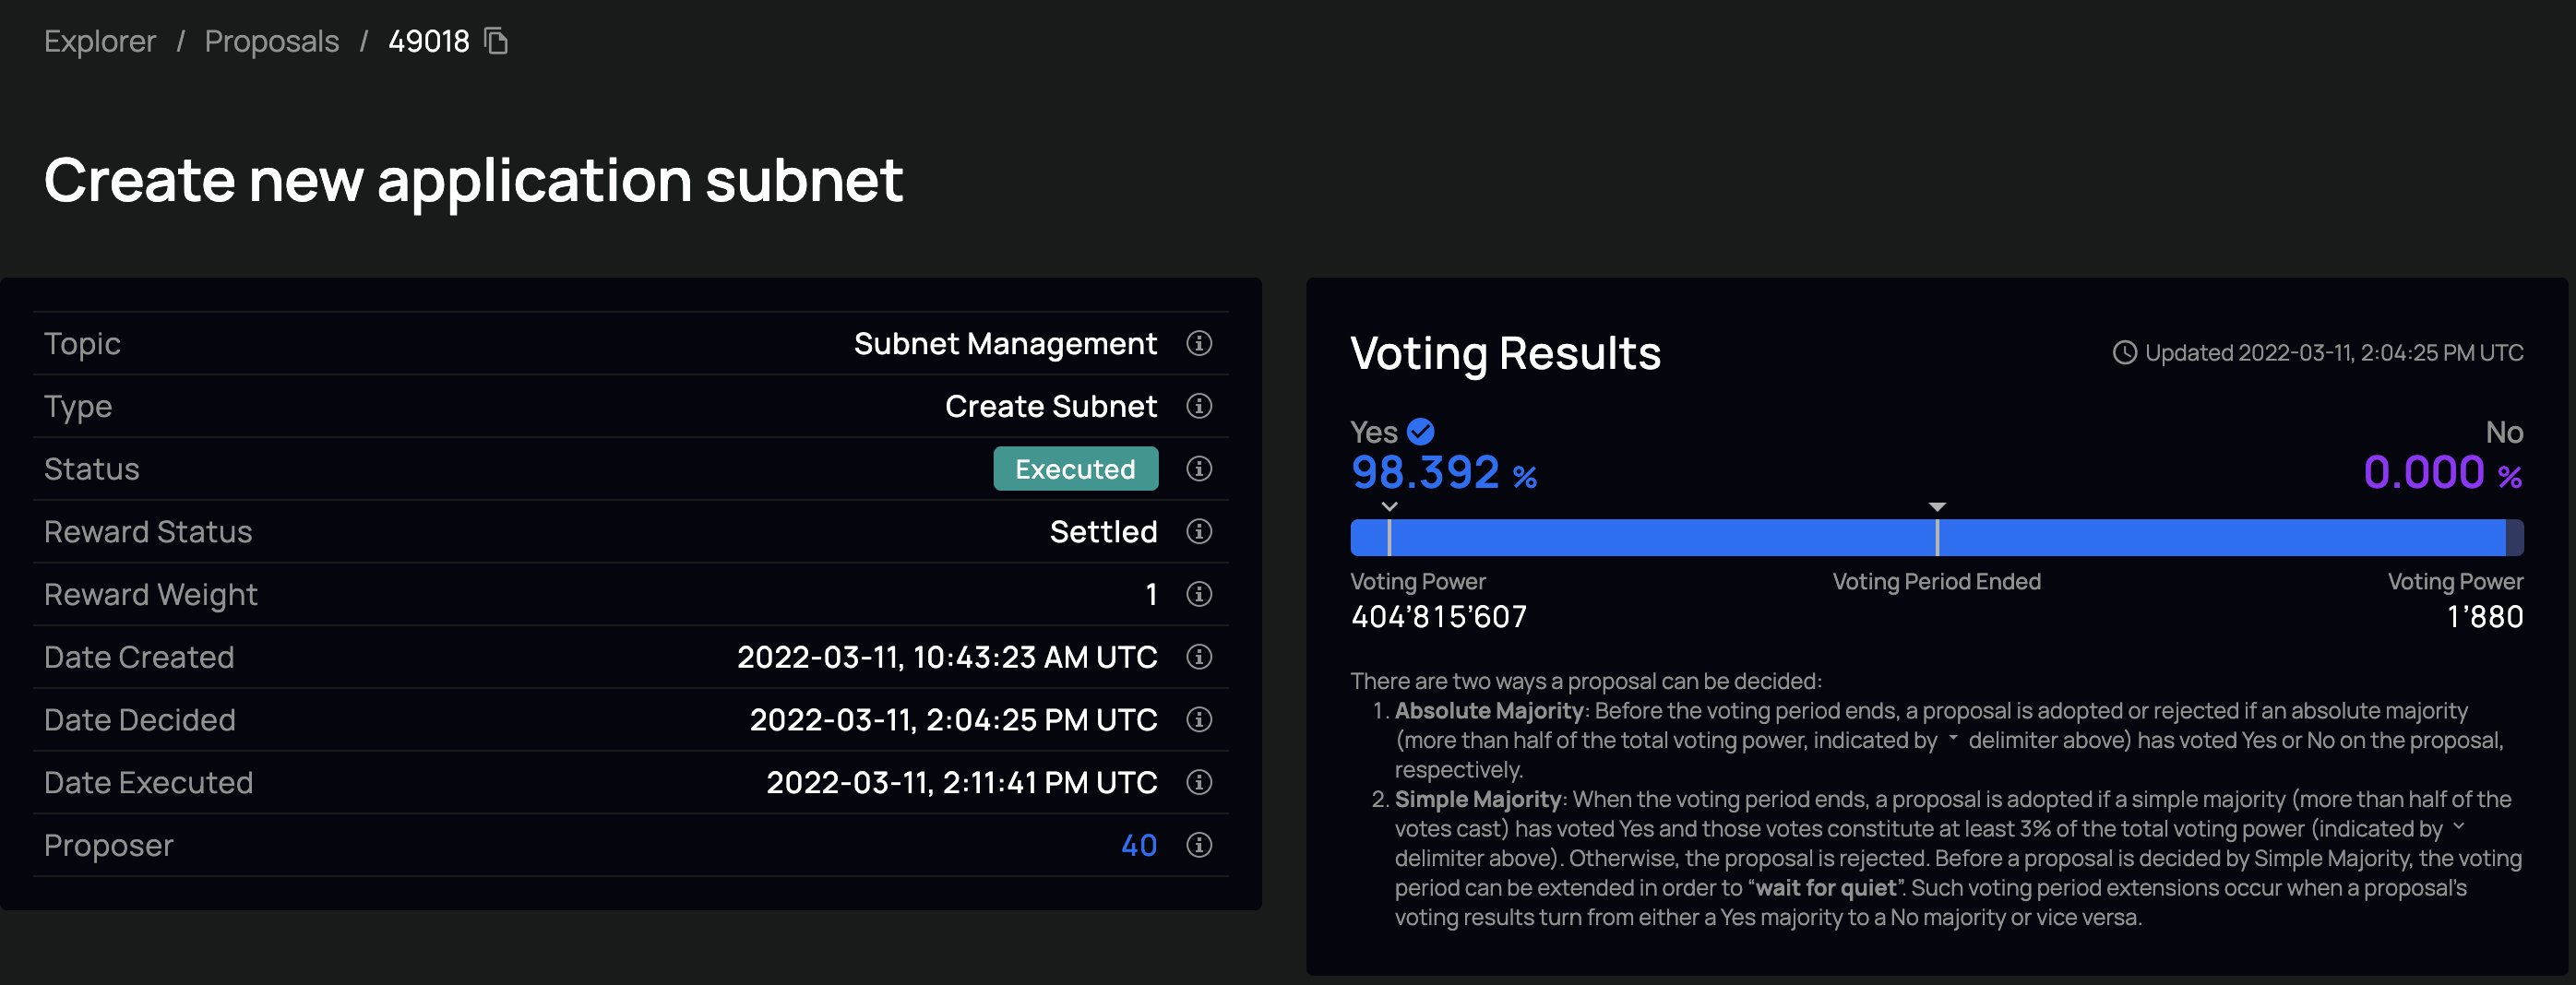 Explorer / Proposals / 49018
Create new application subnet
Topic Subnet Management
Type Create Subnet
Status Executed
Reward Status Settled
Reward Weight 1
Date Created 2022-03-11, 10:43:23 AM UTC
Date Decided 2022-03-11, 2:04:25 PM UTC
Date Executed 2022-03-11, 2:11:41 PM UTC
Proposer 40
Voting Results Updated 2022-03-11, 2:04:25 PM UTC
Yes No
98.392 % 0.000 %
Voting Power Voting Period Ended Voting Power
404’815’607 1’880
There are two ways a proposal can be decided:
1. Absolute Majority: Before the voting period ends, a proposal is adopted or rejected if an absolute majority
(more than half of the total voting power, indicated by delimiter above) has voted Yes or No on the proposal,
respectively.
2. Simple Majority: When the voting period ends, a proposal is adopted if a simple majority (more than half of the
votes cast) has voted Yes and those votes constitute at least 3% of the total voting power (indicated by
delimiter above). Otherwise, the proposal is rejected. Before a proposal is decided by Simple Majority, the voting
period can be extended in order to “wait for quiet”. Such voting period extensions occur when a proposal’s
voting results turn from either a Yes majority to a No majority or vice versa.